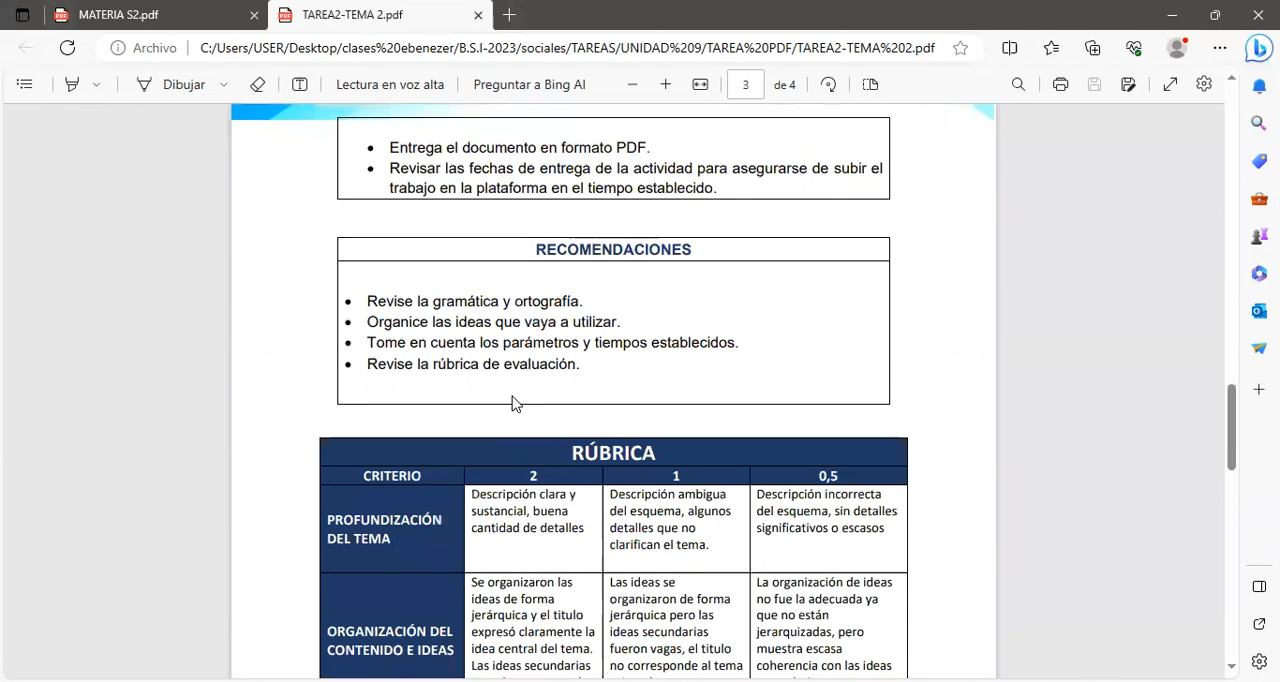 MATERIA S2.pdf
TAREA2-TEMA 2.pdf
Archivo
C:/Users/USER/Desktop/clases%20ebenezer/B.S.I-2023/sociales/TAREAS/UNIDAD%209/TAREA%20PDF/TAREA2-TEMA%202.pdf
Dibujar
Lectura en voz alta
Preguntar a Bing AI
3
de 4
• Entrega el documento en formato PDF.
• Revisar las fechas de entrega de la actividad para asegurarse de subir el
trabajo en la plataforma en el tiempo establecido.
RECOMENDACIONES
• Revise la gramática y ortografía.
• Organice las ideas que vaya a utilizar.
• Tome en cuenta los parámetros y tiempos establecidos.
• Revise la rúbrica de evaluación.
RÚBRICA
CRITERIO
2
1
0,5
PROFUNDIZACIÓN
DEL TEMA
Descripción clara y
sustancial, buena
cantidad de detalles
Descripción ambigua
del esquema, algunos
detalles que no
clarifican el tema.
Descripción incorrecta
del esquema, sin detalles
significativos o escasos
ORGANIZACIÓN DEL
CONTENIDO E IDEAS
Se organizaron las
ideas de forma
jerárquica y el titulo
expresó claramente la
idea central del tema.
Las ideas secundarias
Las ideas se
organizaron de forma
jerárquica pero las
ideas secundarias
fueron vagas, el titulo
no corresponde al tema
La organización de ideas
no fue la adecuada ya
que no están
jerarquizadas, pero
muestra escasa
coherencia con las ideas